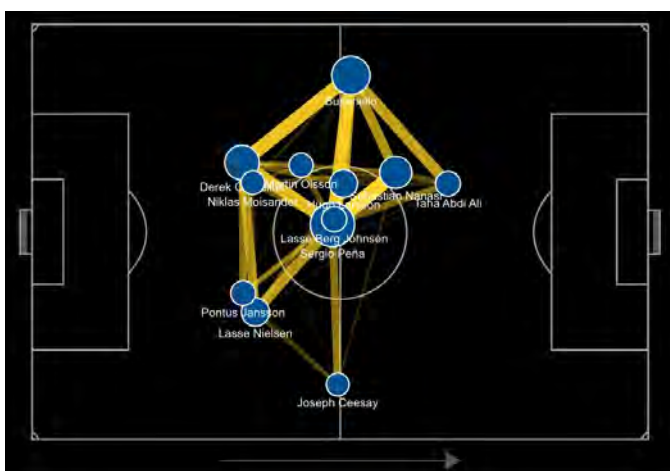 Busanello
Derek
Martin Olsson
Niklas Moisander
Sebastian Nanasi
Taha Abdi Ali
Lasse Berg Johnsen
Sergio Peña
Pontus Jansson
Lasse Nielsen
Joseph Ceesay